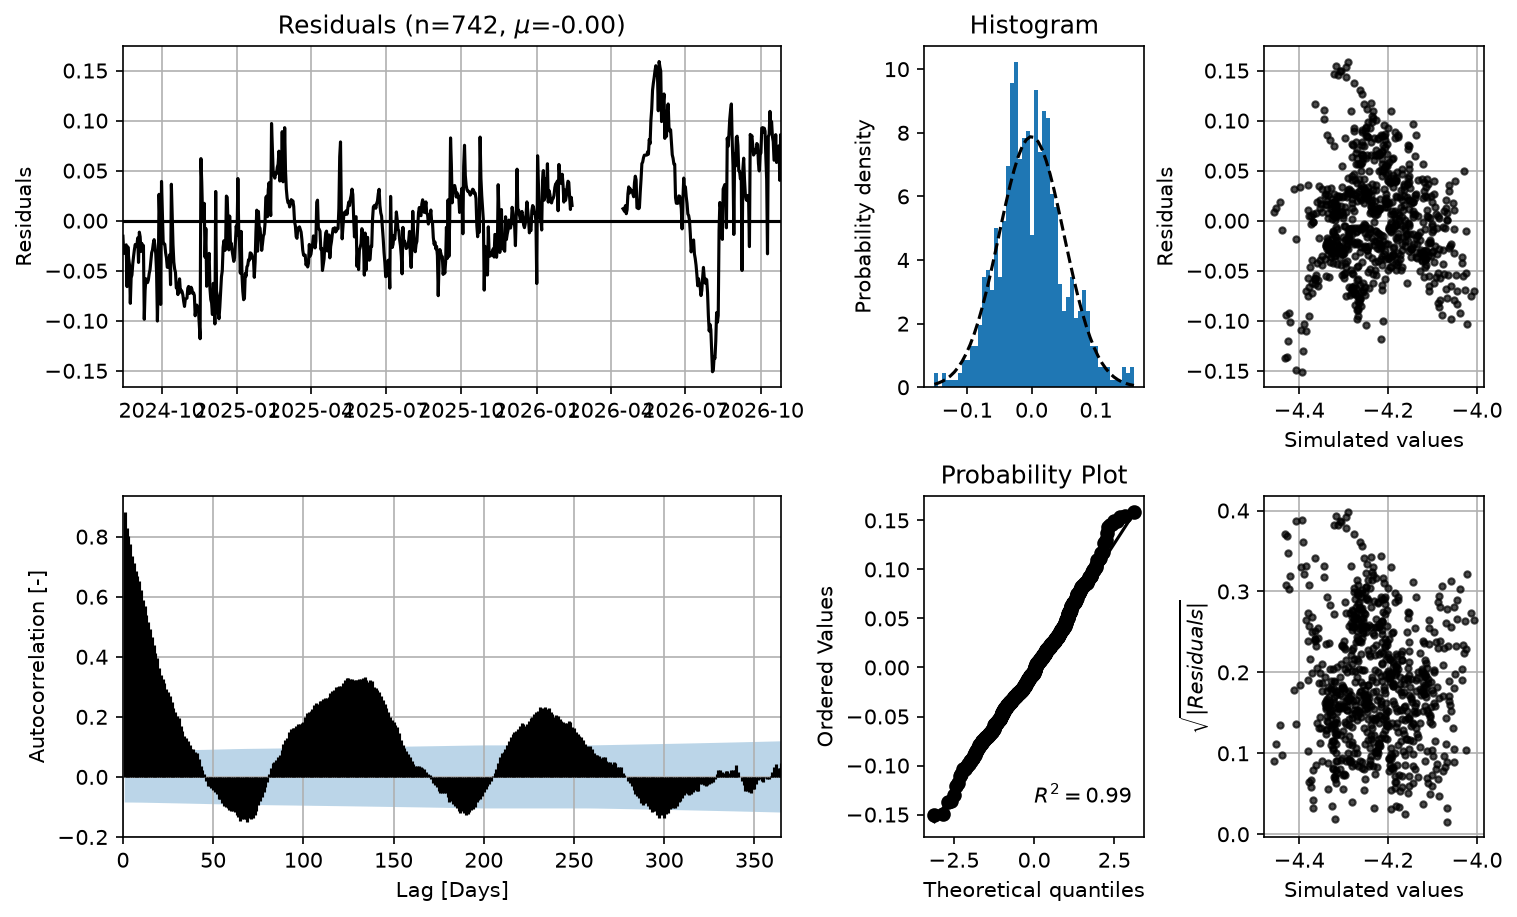 Residuals (n=742, μ=-0.00)
Residuals
0.15
0.10
0.05
0.00
−0.05
−0.10
−0.15
2024-10 2025-01 2025-04 2025-07 2025-10 2026-01 2026-04 2026-07 2026-10
Histogram
Probability density
10
8
6
4
2
0
−0.1 0.0 0.1
Residuals
0.15
0.10
0.05
0.00
−0.05
−0.10
−0.15
−4.4 −4.2 −4.0
Simulated values
Autocorrelation [-]
0.8
0.6
0.4
0.2
0.0
−0.2
0 50 100 150 200 250 300 350
Lag [Days]
Probability Plot
Ordered Values
0.15
0.10
0.05
0.00
−0.05
−0.10
−0.15
R² = 0.99
−2.5 0.0 2.5
Theoretical quantiles
√|Residuals|
0.4
0.3
0.2
0.1
0.0
−4.4 −4.2 −4.0
Simulated values